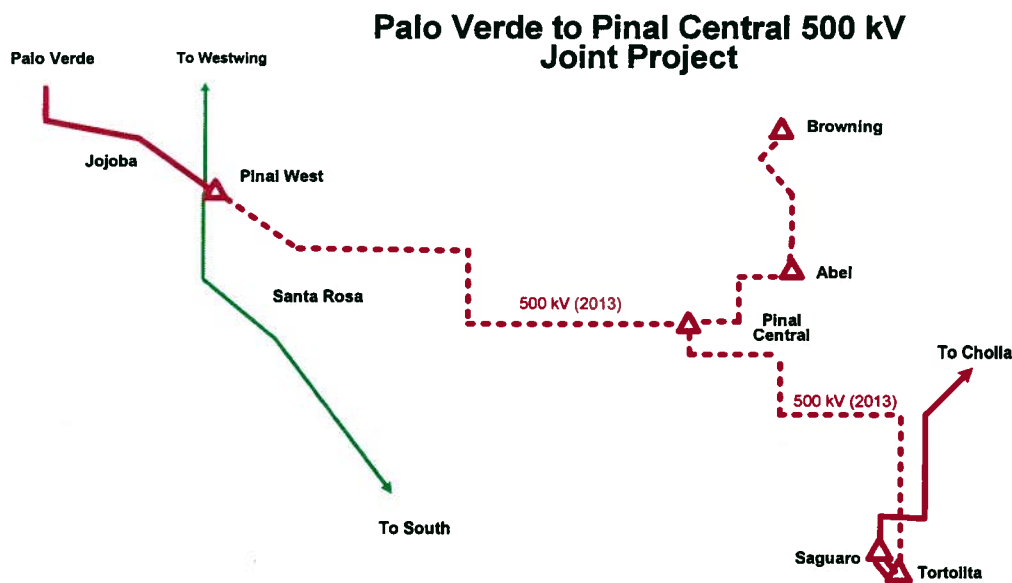 Palo Verde to Pinal Central 500 kV
Joint Project
Palo Verde
To Westwing
Browning
Jojoba
Pinal West
Abel
Santa Rosa
500 kV (2013)
Pinal
Central
To Cholla
500 kV (2013)
To South
Saguaro
Tortolita